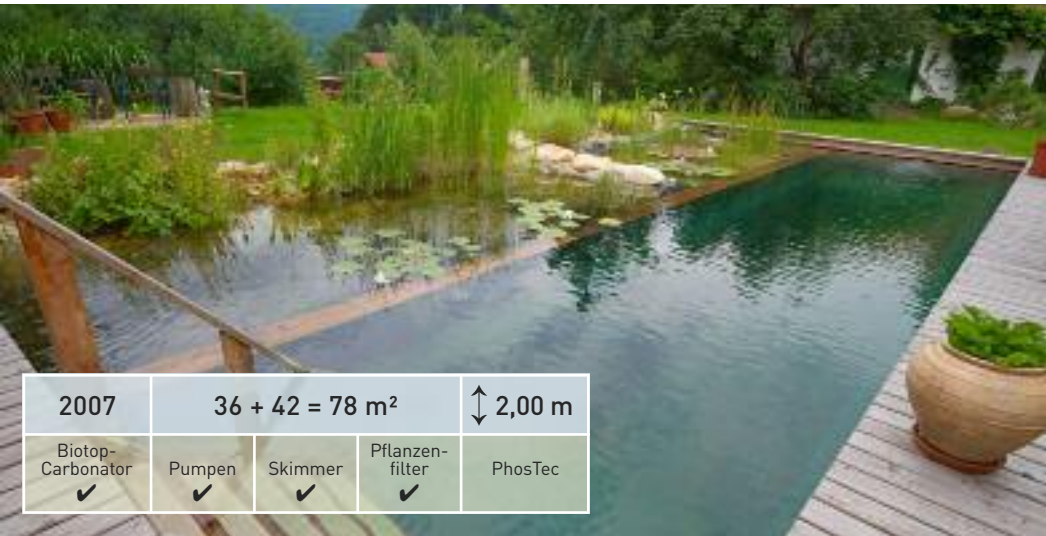 2007 36 + 42 = 78 m² ↕ 2,00 m
Biotop-
Carbonator
✔
Pumpen
✔
Skimmer
✔
Pflanzen-
filter
✔
PhosTec